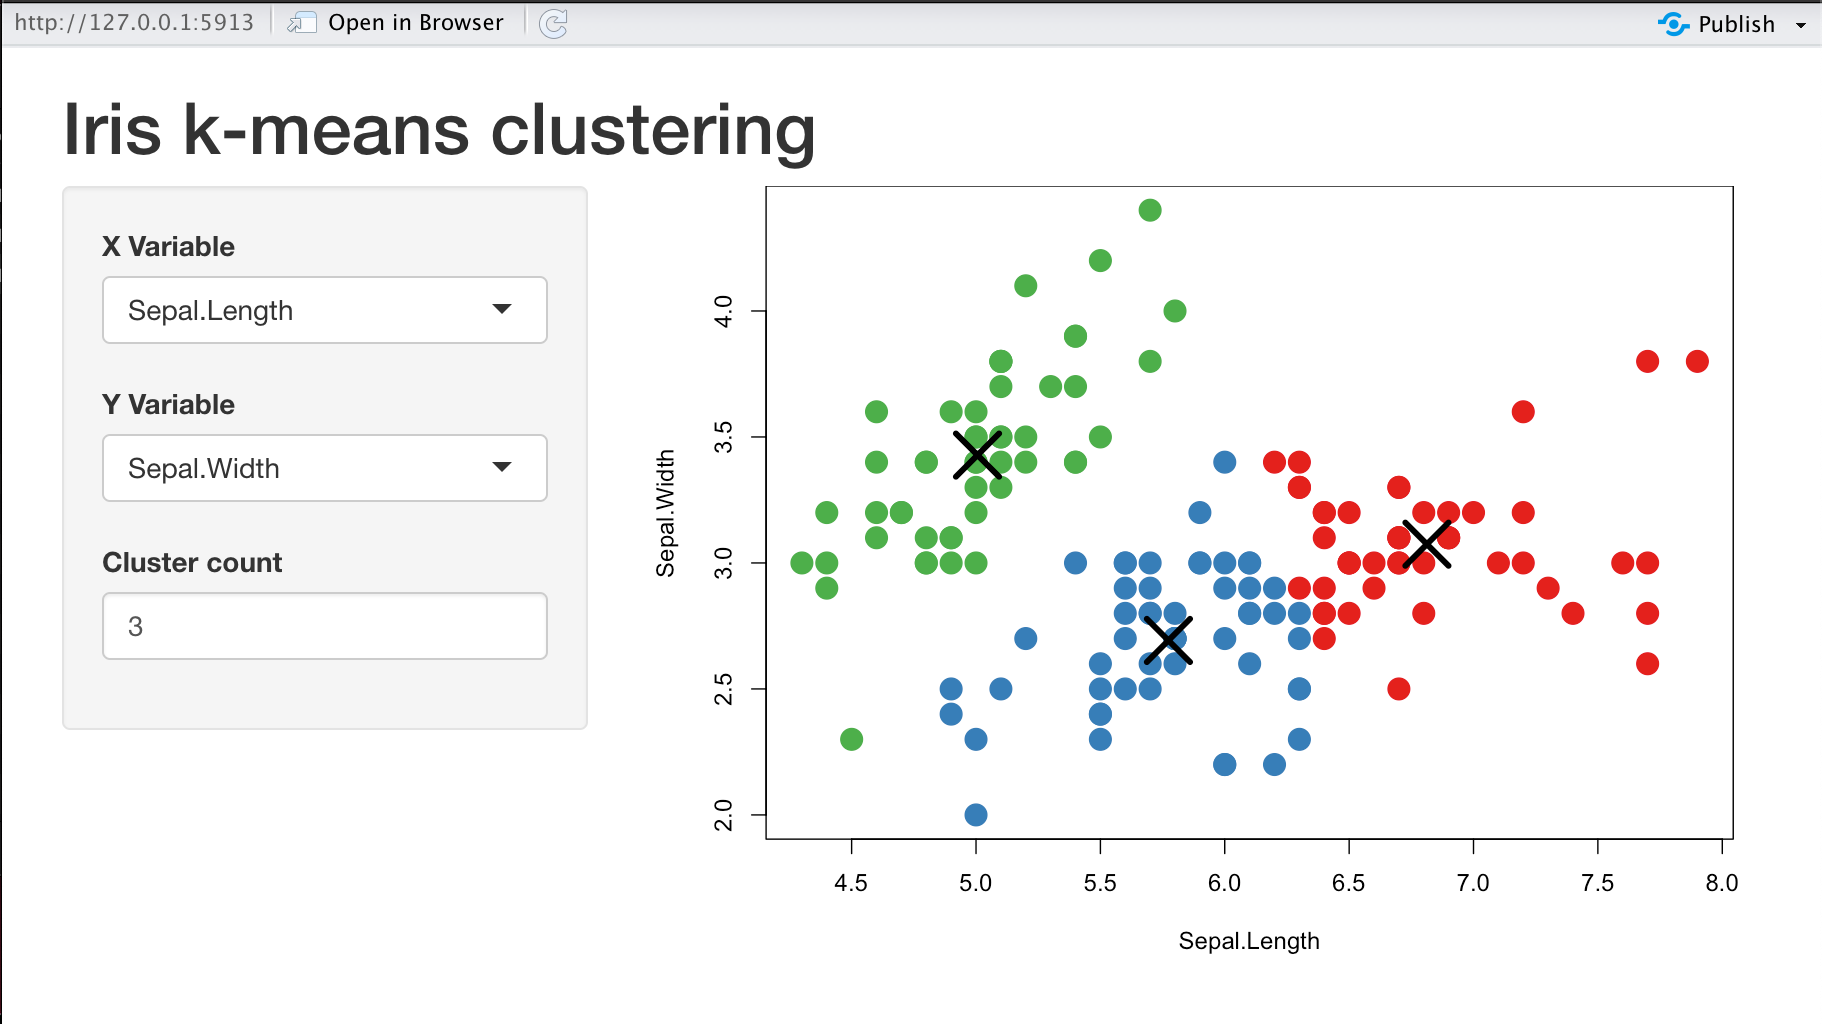 http://127.0.0.1:5913 Open in Browser Publish
Iris k-means clustering
X Variable
Sepal.Length
Y Variable
Sepal.Width
Cluster count
3
Sepal.Width
4.0
3.5
3.0
2.5
2.0
4.5 5.0 5.5 6.0 6.5 7.0 7.5 8.0
Sepal.Length